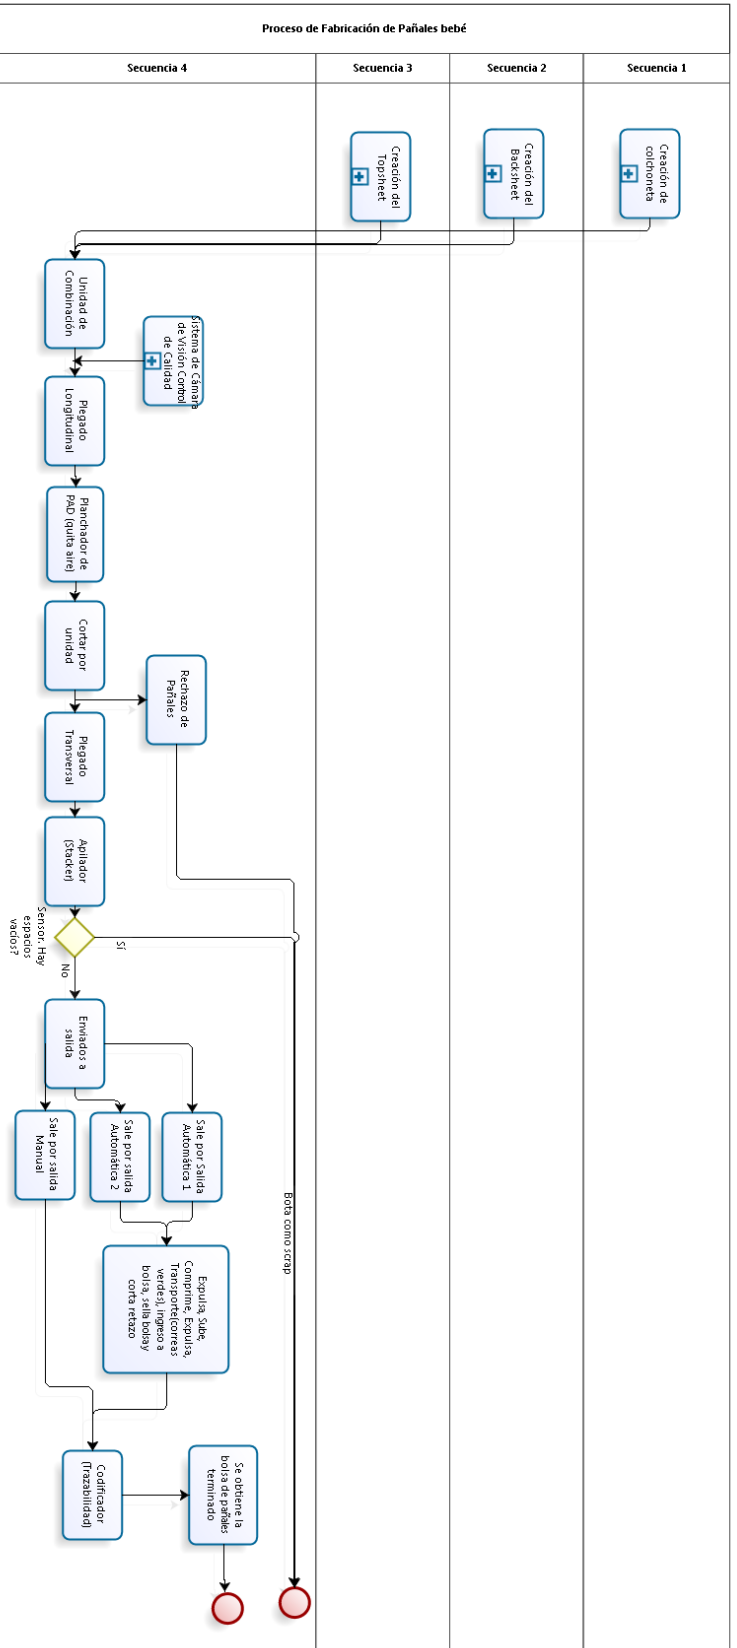 Proceso de Fabricación de Pañales bebé
Secuencia 4
Secuencia 3
Secuencia 2
Secuencia 1
Creación del
Topsheet
Creación del
Backsheet
Creación de
colchoneta
Unidad de
Combinación
Sistema de Cámara
de Visión Control
de Calidad
Plegado
Longitudinal
Planchador de
PAD (quita aire)
Cortar por
unidad
Rechazo de
Pañales
Plegado
Transversal
Apilador
(Stacker)
Sensor. Hay
espacios
vacíos?
Sí
No
Enviados a
salida
Sale por salida
Manual
Sale por salida
Automática 2
Sale por Salida
Automática 1
Bota como scrap
Expulsa, Sube,
Comprime, Expulsa,
Transporte(correas
verdes), ingreso a
bolsa, sella bolsa y
corta retazo
Codificador
(Trazabilidad)
Se obtiene la
bolsa de pañales
terminado